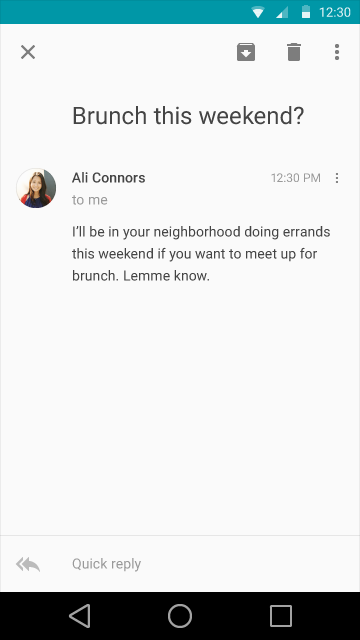 12:30
Brunch this weekend?
Ali Connors
12:30 PM
to me
I'll be in your neighborhood doing errands
this weekend if you want to meet up for
brunch. Lemme know.
Quick reply